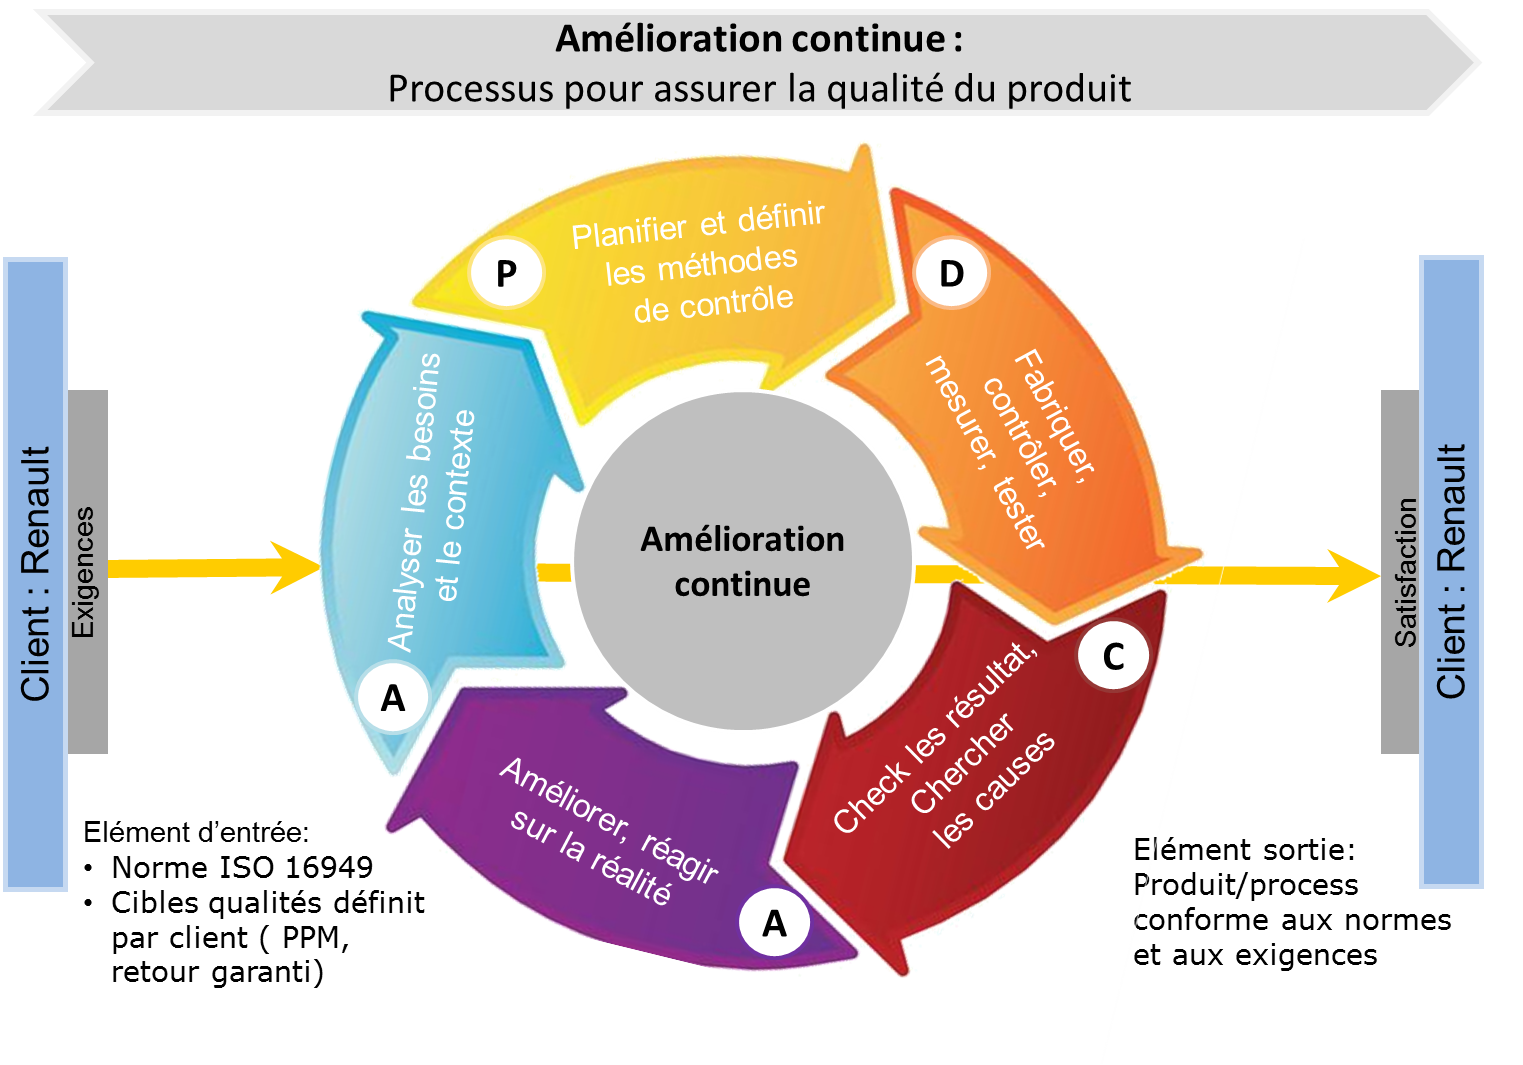 Amélioration continue :
Processus pour assurer la qualité du produit
P
Planifier et définir
les méthodes
de contrôle
D
Fabriquer,
contrôler,
mesurer, tester
C
Check les résultat,
Chercher
les causes
A
Améliorer, réagir
sur la réalité
A
Analyser les besoins
et le contexte
Amélioration
continue
Client : Renault
Exigences
Satisfaction
Client : Renault
Elément d’entrée:
• Norme ISO 16949
• Cibles qualités définit
par client ( PPM,
retour garanti)
Elément sortie:
Produit/process
conforme aux normes
et aux exigences